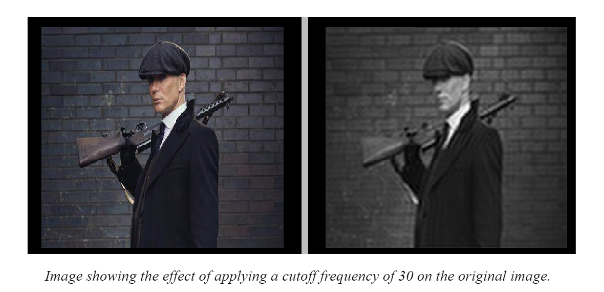 Image showing the effect of applying a cutoff frequency of 30 on the original image.